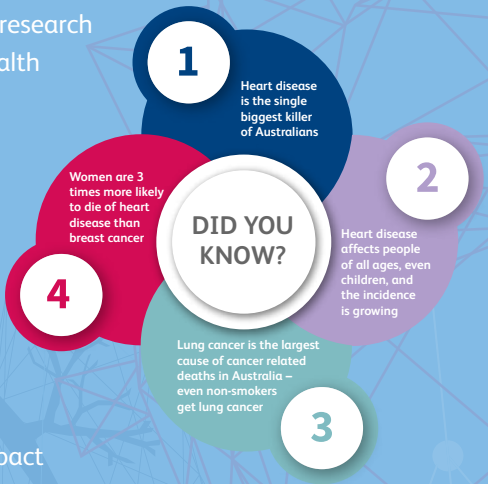 research
alth
1
Heart disease
is the single
biggest killer
of Australians
2
Heart disease
affects people
of all ages, even
children, and
the incidence
is growing
DID YOU
KNOW?
Women are 3
times more likely
to die of heart
disease than
breast cancer
4
Lung cancer is the largest
cause of cancer related
deaths in Australia –
even non-smokers
get lung cancer
3
pact